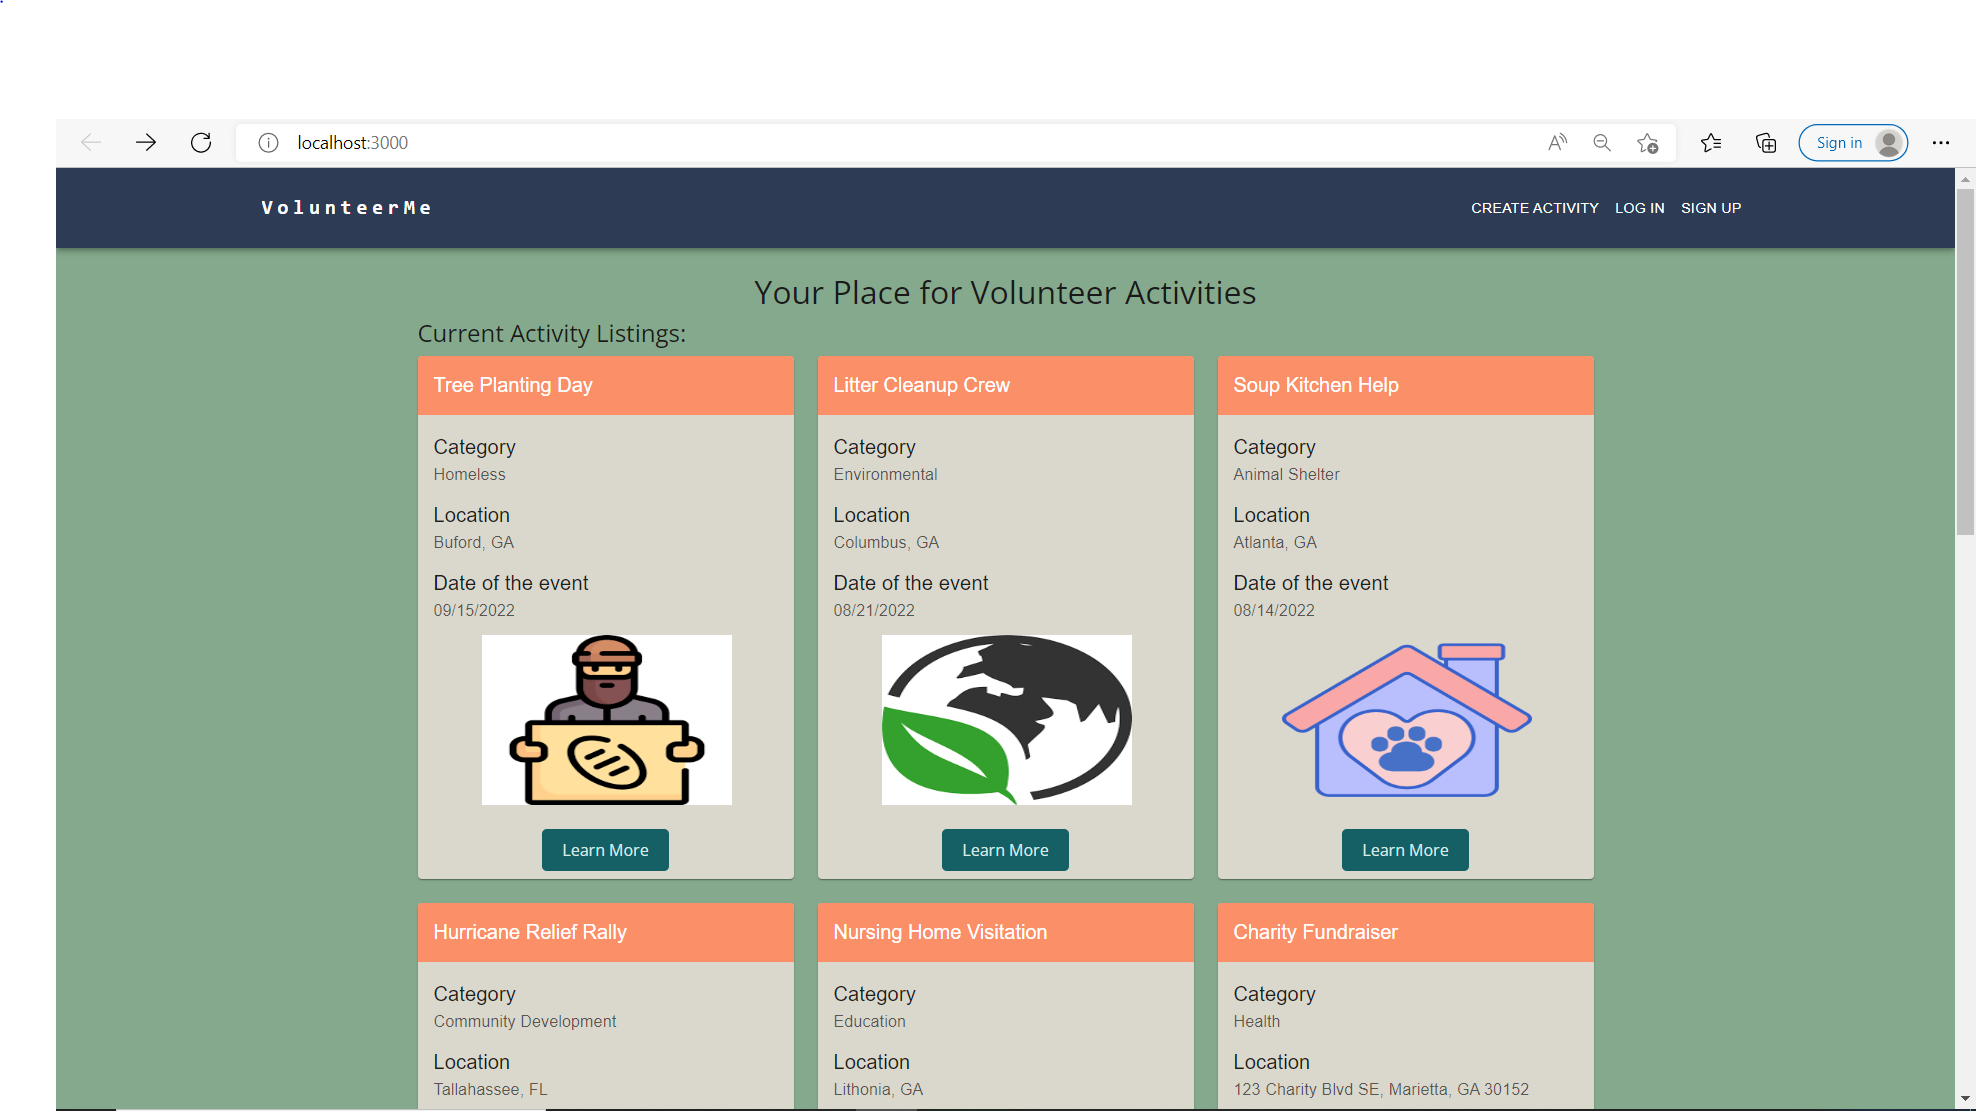 localhost:3000
Sign in
VolunteerMe
CREATE ACTIVITY LOG IN SIGN UP
Your Place for Volunteer Activities
Current Activity Listings:
Tree Planting Day
Category
Homeless
Location
Buford, GA
Date of the event
09/15/2022
Learn More
Litter Cleanup Crew
Category
Environmental
Location
Columbus, GA
Date of the event
08/21/2022
Learn More
Soup Kitchen Help
Category
Animal Shelter
Location
Atlanta, GA
Date of the event
08/14/2022
Learn More
Hurricane Relief Rally
Category
Community Development
Location
Tallahassee, FL
Nursing Home Visitation
Category
Education
Location
Lithonia, GA
Charity Fundraiser
Category
Health
Location
123 Charity Blvd SE, Marietta, GA 30152